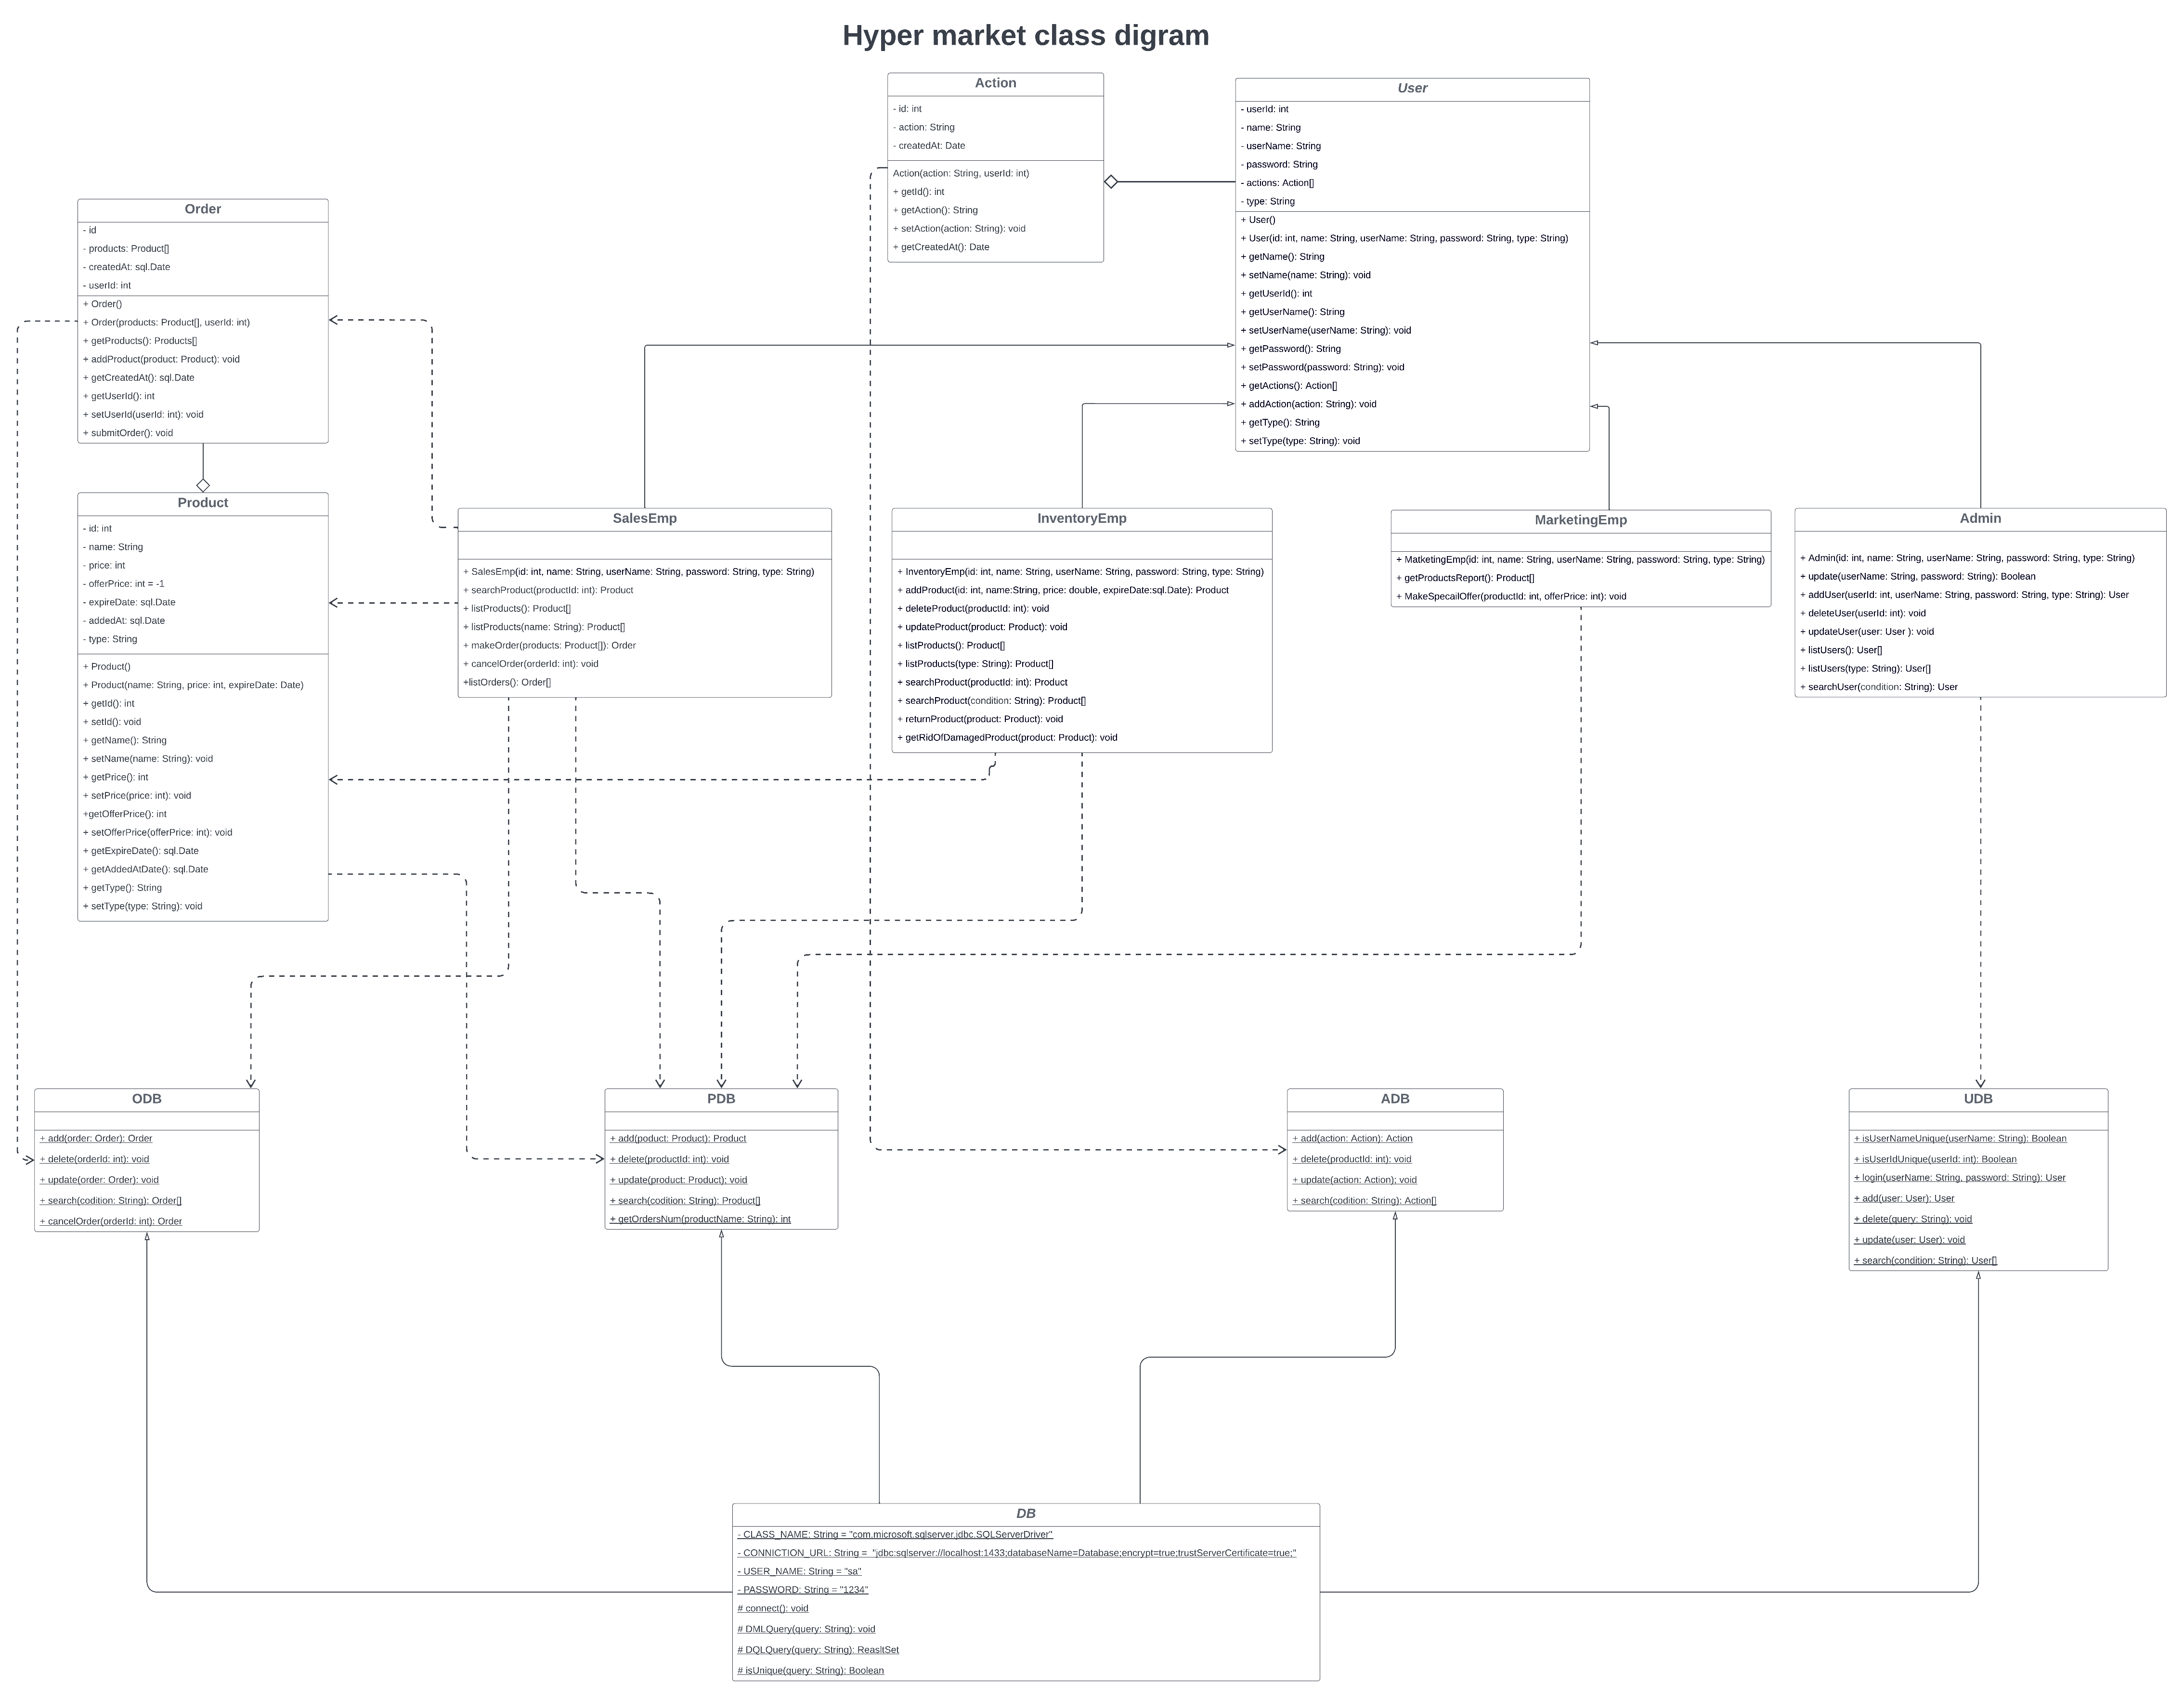 Hyper market class digram
Action
- id: int
- action: String
- createdAt: Date
Action(action: String, userId: int)
+ getId(): int
+ getAction(): String
+ setAction(action: String): void
+ getCreatedAt(): Date
User
- userId: int
- name: String
- userName: String
- password: String
- actions: Action[]
- type: String
+ User()
+ User(id: int, name: String, userName: String, password: String, type: String)
+ getName(): String
+ setName(name: String): void
+ getUserId(): int
+ getUserName(): String
+ setUserName(userName: String): void
+ getPassword(): String
+ setPassword(password: String): void
+ getActions(): Action[]
+ addAction(action: String): void
+ getType(): String
+ setType(type: String): void
Order
- id
- products: Product[]
- createdAt: sql.Date
- userId: int
+ Order()
+ Order(products: Product[], userId: int)
+ getProducts(): Products[]
+ addProduct(product: Product): void
+ getCreatedAt(): sql.Date
+ getUserId(): int
+ setUserId(userId: int): void
+ submitOrder(): void
Product
- id: int
- name: String
- price: int
- offerPrice: int = -1
- expireDate: sql.Date
- addedAt: sql.Date
- type: String
+ Product()
+ Product(name: String, price: int, expireDate: Date)
+ getId(): int
+ setId(): void
+ getName(): String
+ setName(name: String): void
+ getPrice(): int
+ setPrice(price: int): void
+getOfferPrice(): int
+ setOfferPrice(offerPrice: int): void
+ getExpireDate(): sql.Date
+ getAddedAtDate(): sql.Date
+ getType(): String
+ setType(type: String): void
SalesEmp
+ SalesEmp(id: int, name: String, userName: String, password: String, type: String)
+ searchProduct(productId: int): Product
+ listProducts(): Product[]
+ listProducts(name: String): Product[]
+ makeOrder(products: Product[]): Order
+ cancelOrder(orderId: int): void
+listOrders(): Order[]
InventoryEmp
+ InventoryEmp(id: int, name: String, userName: String, password: String, type: String)
+ addProduct(id: int, name:String, price: double, expireDate:sql.Date): Product
+ deleteProduct(productId: int): void
+ updateProduct(product: Product): void
+ listProducts(): Product[]
+ listProducts(type: String): Product[]
+ searchProduct(productId: int): Product
+ searchProduct(condition: String): Product[]
+ returnProduct(product: Product): void
+ getRidOfDamagedProduct(product: Product): void
MarketingEmp
+ MatketingEmp(id: int, name: String, userName: String, password: String, type: String)
+ getProductsReport(): Product[]
+ MakeSpecailOffer(productId: int, offerPrice: int): void
Admin
+ Admin(id: int, name: String, userName: String, password: String, type: String)
+ update(userName: String, password: String): Boolean
+ addUser(userId: int, userName: String, password: String, type: String): User
+ deleteUser(userId: int): void
+ updateUser(user: User ): void
+ listUsers(): User[]
+ listUsers(type: String): User[]
+ searchUser(condition: String): User
ODB
+ add(order: Order): Order
+ delete(orderId: int): void
+ update(order: Order): void
+ search(codition: String): Order[]
+ cancelOrder(orderId: int): Order
PDB
+ add(poduct: Product): Product
+ delete(productId: int): void
+ update(product: Product): void
+ search(codition: String): Product[]
+ getOrdersNum(productName: String): int
ADB
+ add(action: Action): Action
+ delete(productId: int): void
+ update(action: Action): void
+ search(codition: String): Action[]
UDB
+ isUserNameUnique(userName: String): Boolean
+ isUserIdUnique(userId: int): Boolean
+ login(userName: String, password: String): User
+ add(user: User): User
+ delete(query: String): void
+ update(user: User): void
+ search(condition: String): User[]
DB
- CLASS_NAME: String = "com.microsoft.sqlserver.jdbc.SQLServerDriver"
- CONNICTION_URL: String =  "jdbc:sqlserver://localhost:1433;databaseName=Database;encrypt=true;trustServerCertificate=true;"
- USER_NAME: String = "sa"
- PASSWORD: String = "1234"
# connect(): void
# DMLQuery(query: String): void
# DQLQuery(query: String): ReasltSet
# isUnique(query: String): Boolean